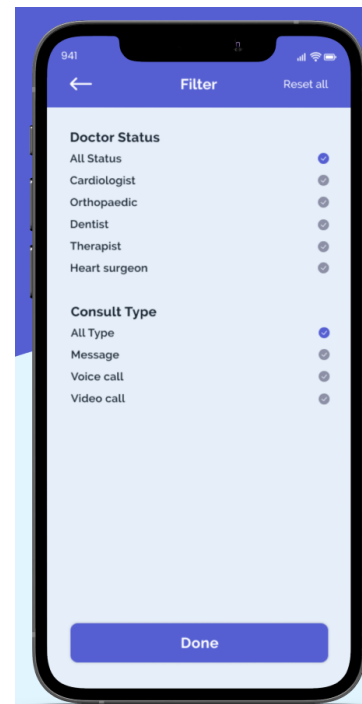 941
Filter Reset all
Doctor Status
All Status
Cardiologist
Orthopaedic
Dentist
Therapist
Heart surgeon
Consult Type
All Type
Message
Voice call
Video call
Done